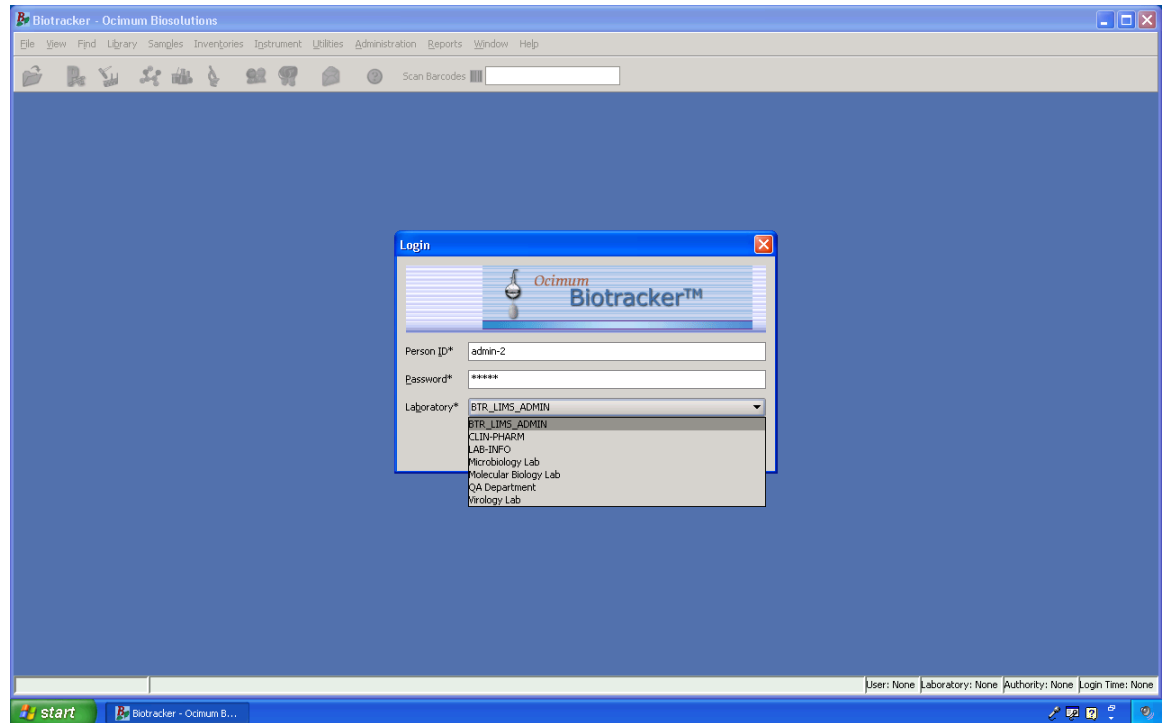 Biotracker - Ocimum Biosolutions
File View Find Library Samples Inventories Instrument Utilities Administration Reports Window Help
Scan Barcodes
Login
Ocimum
Biotracker™
Person ID* admin-2
Password* *****
Laboratory* BTR_LIMS_ADMIN
BTR_LIMS_ADMIN
CLIN-PHARM
LAB-INFO
Microbiology Lab
Molecular Biology Lab
QA Department
Virology Lab
User: None Laboratory: None Authority: None Login Time: None
start Biotracker - Ocimum B...